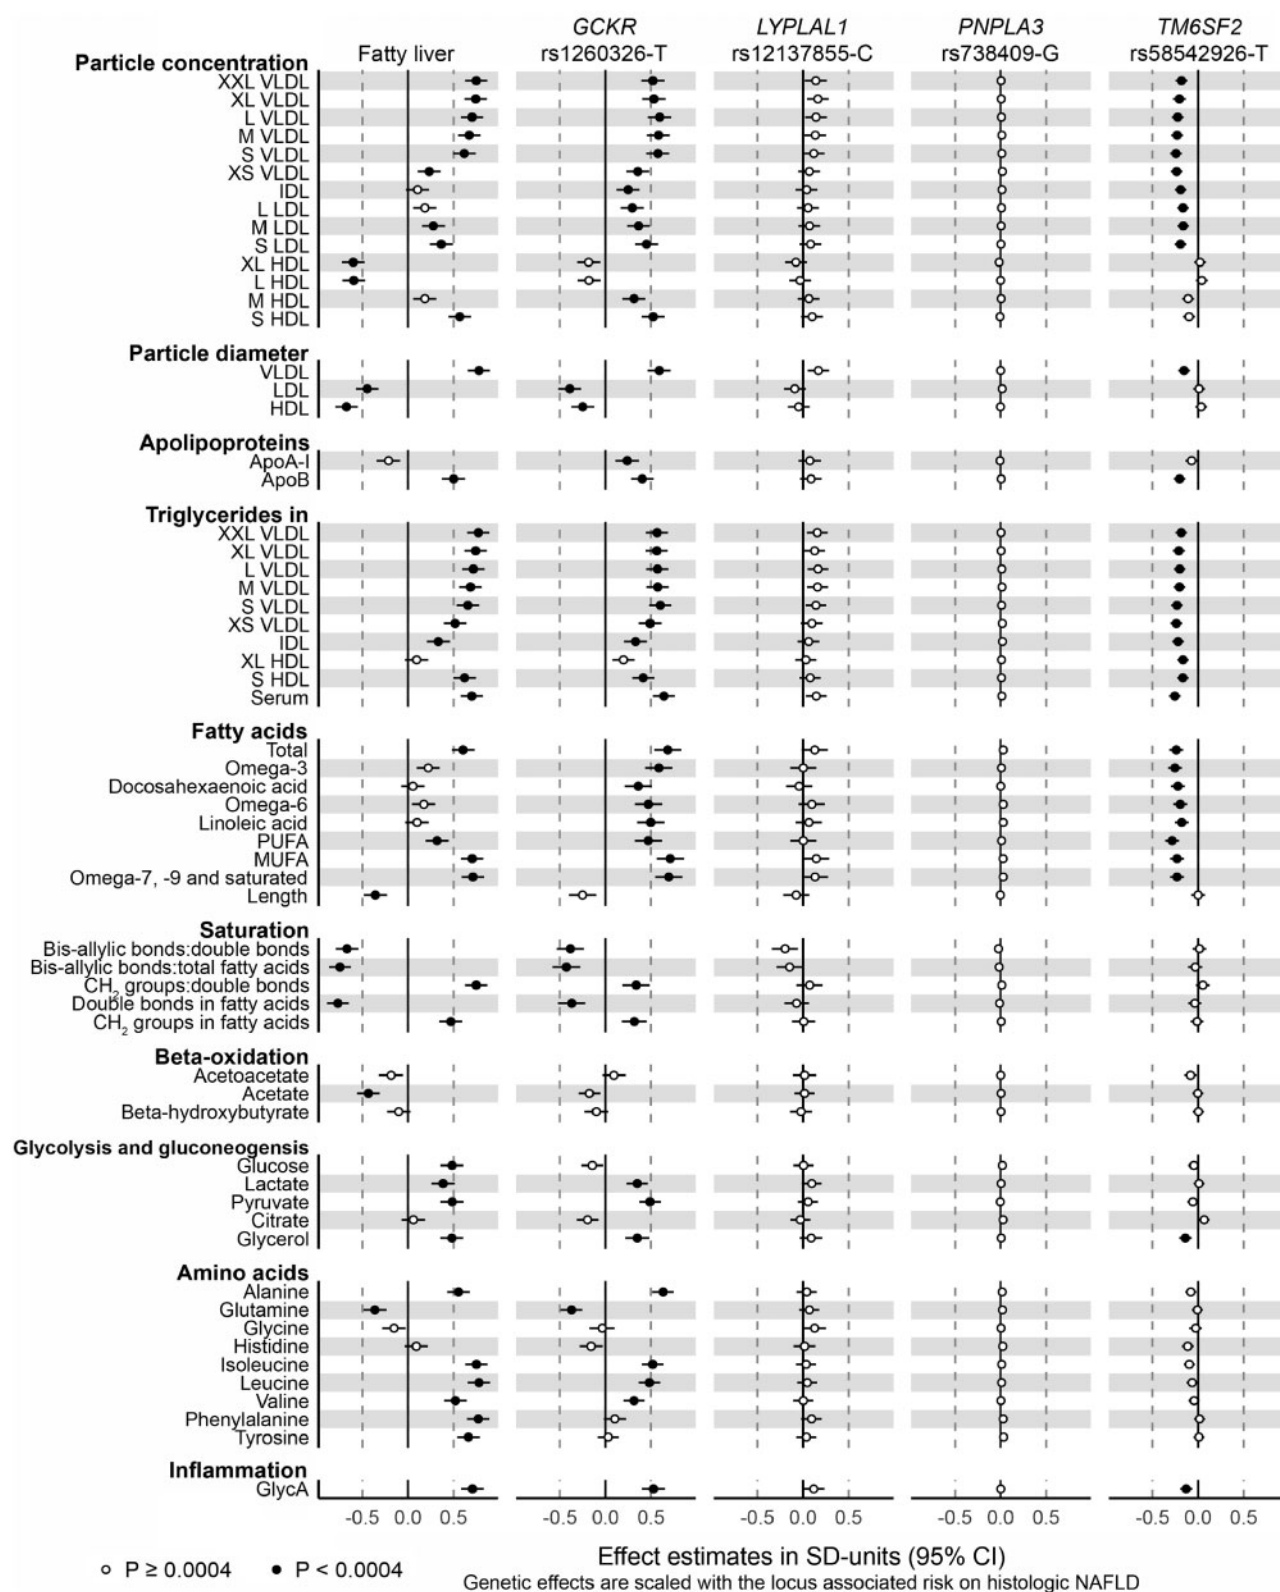 GCKR LYPLAL1 PNPLA3 TM6SF2
Fatty liver rs1260326-T rs12137855-C rs738409-G rs58542926-T
Particle concentration
XXL VLDL
XL VLDL
L VLDL
M VLDL
S VLDL
XS VLDL
IDL
L LDL
M LDL
S LDL
XL HDL
L HDL
M HDL
S HDL
Particle diameter
VLDL
LDL
HDL
Apolipoproteins
ApoA-I
ApoB
Triglycerides in
XXL VLDL
XL VLDL
L VLDL
M VLDL
S VLDL
XS VLDL
IDL
XL HDL
S HDL
Serum
Fatty acids
Total
Omega-3
Docosahexaenoic acid
Omega-6
Linoleic acid
PUFA
MUFA
Omega-7, -9 and saturated
Length
Saturation
Bis-allylic bonds:double bonds
Bis-allylic bonds:total fatty acids
CH₂ groups:double bonds
Double bonds in fatty acids
CH₂ groups in fatty acids
Beta-oxidation
Acetoacetate
Acetate
Beta-hydroxybutyrate
Glycolysis and gluconeogensis
Glucose
Lactate
Pyruvate
Citrate
Glycerol
Amino acids
Alanine
Glutamine
Glycine
Histidine
Isoleucine
Leucine
Valine
Phenylalanine
Tyrosine
Inflammation
GlycA
-0.5 0.0 0.5 -0.5 0.0 0.5 -0.5 0.0 0.5 -0.5 0.0 0.5 -0.5 0.0 0.5
P ≥ 0.0004 P < 0.0004
Effect estimates in SD-units (95% CI)
Genetic effects are scaled with the locus associated risk on histologic NAFLD